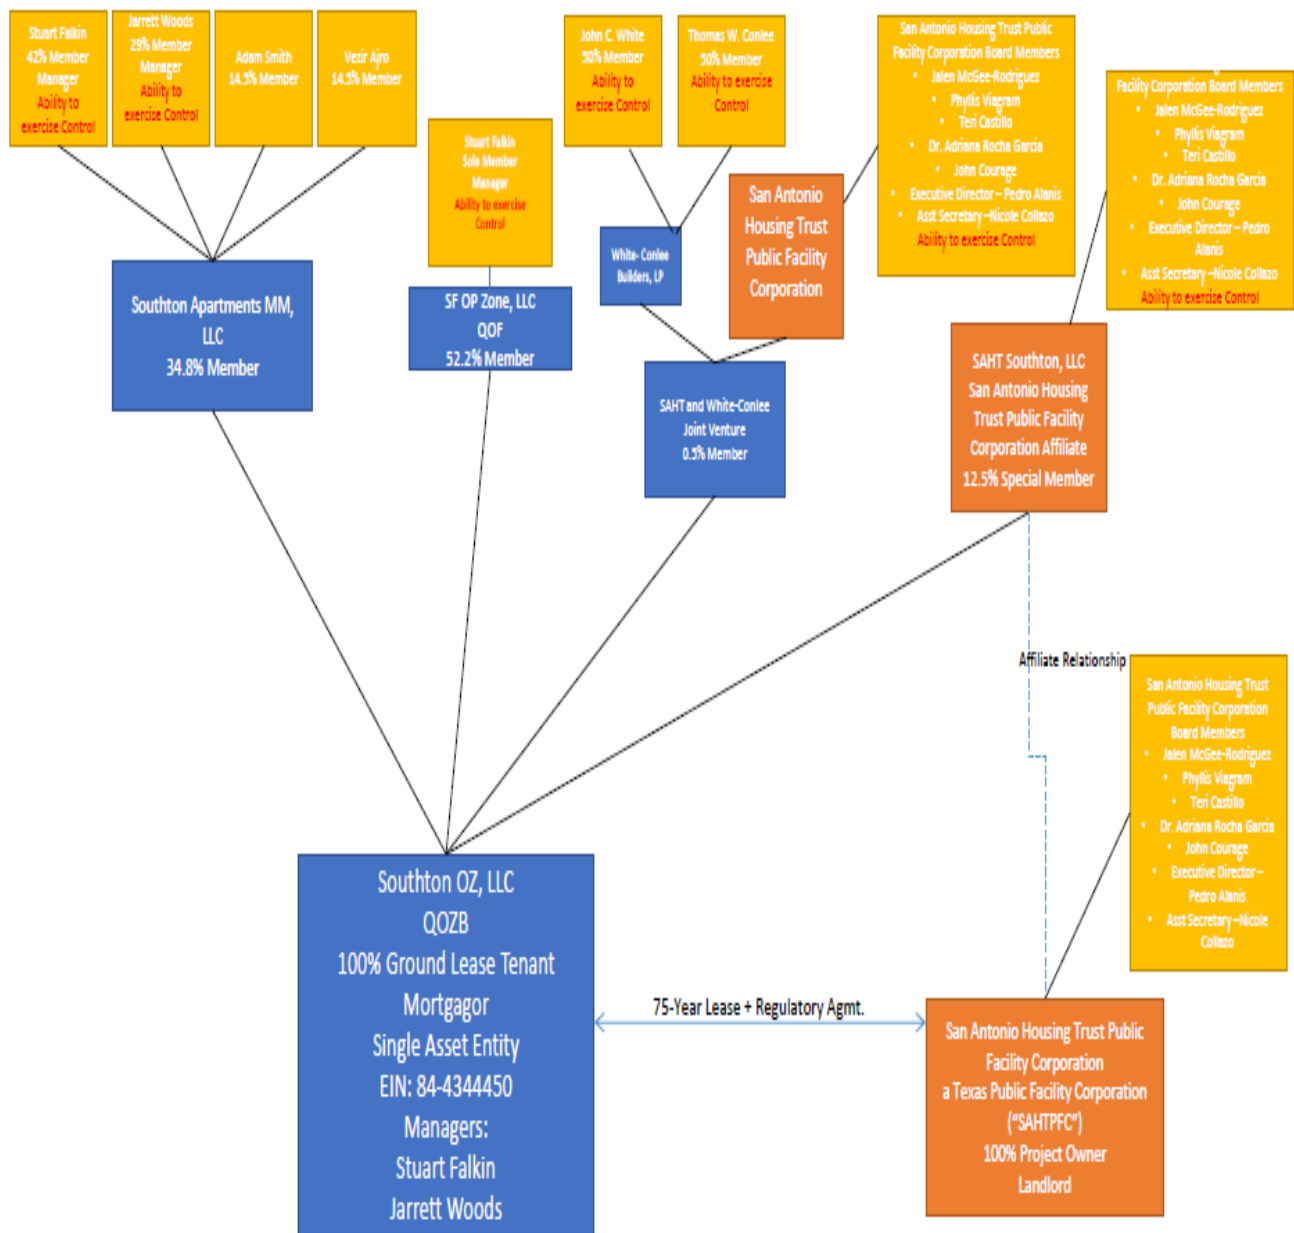 Stuart Falkin
42% Member
Manager
Ability to
exercise Control
Jarrett Woods
29% Member
Manager
Ability to
exercise Control
Adam Smith
14.5% Member
Vezir Ajro
14.5% Member
Stuart Falkin
Sole Member
Manager
Ability to exercise
Control
John C. White
50% Member
Ability to
exercise Control
Thomas W. Conlee
50% Member
Ability to exercise
Control
San Antonio Housing Trust Public
Facility Corporation Board Members
• Jalen McGee-Rodriguez
• Phyllis Viagram
• Teri Castillo
• Dr. Adriana Rocha Garcia
• John Courage
• Executive Director – Pedro Alanis
• Asst Secretary –Nicole Collazo
Ability to exercise Control
Facility Corporation Board Members
• Jalen McGee-Rodriguez
• Phyllis Viagram
• Teri Castillo
• Dr. Adriana Rocha Garcia
• John Courage
• Executive Director – Pedro
Alanis
• Asst Secretary –Nicole Collazo
Ability to exercise Control
San Antonio
Housing Trust
Public Facility
Corporation
White- Conlee
Builders, LP
Southton Apartments MM,
LLC
34.8% Member
SF OP Zone, LLC
QOF
52.2% Member
SAHT and White-Conlee
Joint Venture
0.5% Member
SAHT Southton, LLC
San Antonio Housing
Trust Public Facility
Corporation Affiliate
12.5% Special Member
Affiliate Relationship
San Antonio Housing Trust
Public Facility Corporation
Board Members
• Jalen McGee-Rodriguez
• Phyllis Viagram
• Teri Castillo
• Dr. Adriana Rocha Garcia
• John Courage
• Executive Director –
Pedro Alanis
• Asst Secretary –Nicole
Collazo
Southton OZ, LLC
QOZB
100% Ground Lease Tenant
Mortgagor
Single Asset Entity
EIN: 84-4344450
Managers:
Stuart Falkin
Jarrett Woods
75-Year Lease + Regulatory Agmt.
San Antonio Housing Trust Public
Facility Corporation
a Texas Public Facility Corporation
("SAHTPFC")
100% Project Owner
Landlord